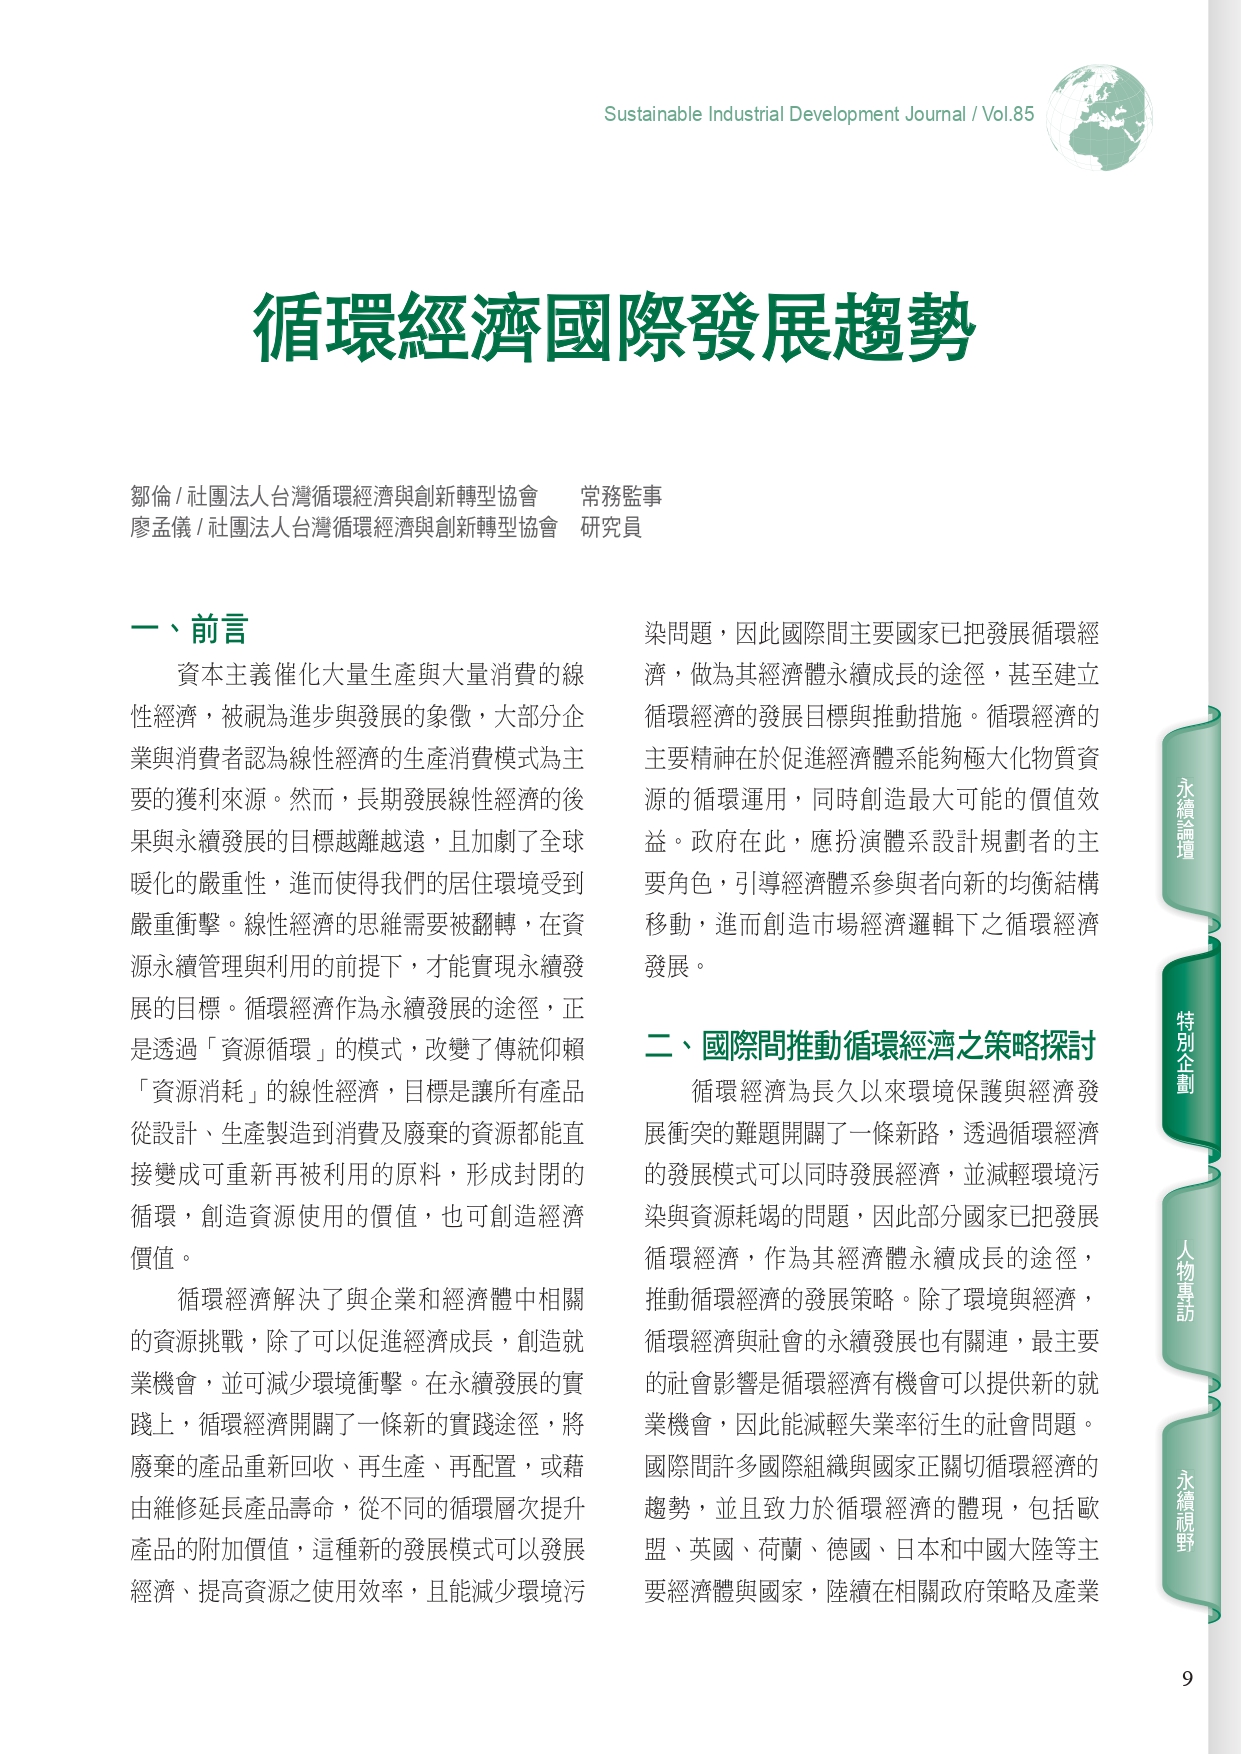 Sustainable Industrial Development Journal / Vol.85
循環經濟國際發展趨勢
鄒倫 / 社團法人台灣循環經濟與創新轉型協會　常務監事
廖孟儀 / 社團法人台灣循環經濟與創新轉型協會　研究員
一、前言
資本主義催化大量生產與大量消費的線
性經濟，被視為進步與發展的象徵，大部分企
業與消費者認為線性經濟的生產消費模式為主
要的獲利來源。然而，長期發展線性經濟的後
果與永續發展的目標越離越遠，且加劇了全球
暖化的嚴重性，進而使得我們的居住環境受到
嚴重衝擊。線性經濟的思維需要被翻轉，在資
源永續管理與利用的前提下，才能實現永續發
展的目標。循環經濟作為永續發展的途徑，正
是透過「資源循環」的模式，改變了傳統仰賴
「資源消耗」的線性經濟，目標是讓所有產品
從設計、生產製造到消費及廢棄的資源都能直
接變成可重新再被利用的原料，形成封閉的
循環，創造資源使用的價值，也可創造經濟
價值。
循環經濟解決了與企業和經濟體中相關
的資源挑戰，除了可以促進經濟成長，創造就
業機會，並可減少環境衝擊。在永續發展的實
踐上，循環經濟開闢了一條新的實踐途徑，將
廢棄的產品重新回收、再生產、再配置，或藉
由維修延長產品壽命，從不同的循環層次提升
產品的附加價值，這種新的發展模式可以發展
經濟、提高資源之使用效率，且能減少環境污
染問題，因此國際間主要國家已把發展循環經
濟，做為其經濟體永續成長的途徑，甚至建立
循環經濟的發展目標與推動措施。循環經濟的
主要精神在於促進經濟體系能夠極大化物質資
源的循環運用，同時創造最大可能的價值效
益。政府在此，應扮演體系設計規劃者的主
要角色，引導經濟體系參與者向新的均衡結構
移動，進而創造市場經濟邏輯下之循環經濟
發展。
二、國際間推動循環經濟之策略探討
循環經濟為長久以來環境保護與經濟發
展衝突的難題開闢了一條新路，透過循環經濟
的發展模式可以同時發展經濟，並減輕環境污
染與資源耗竭的問題，因此部分國家已把發展
循環經濟，作為其經濟體永續成長的途徑，
推動循環經濟的發展策略。除了環境與經濟，
循環經濟與社會的永續發展也有關連，最主要
的社會影響是循環經濟有機會可以提供新的就
業機會，因此能減輕失業率衍生的社會問題。
國際間許多國際組織與國家正關切循環經濟的
趨勢，並且致力於循環經濟的體現，包括歐
盟、英國、荷蘭、德國、日本和中國大陸等主
要經濟體與國家，陸續在相關政府策略及產業
永續論壇
特別企劃
人物專訪
永續視野
9